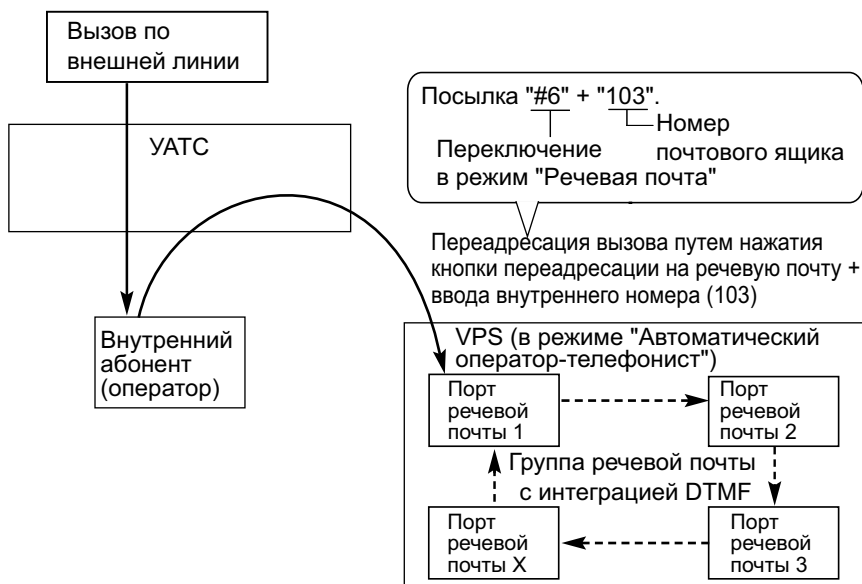 Вызов по
внешней линии
УАТС
Посылка "#6" + "103".
Номер
почтового ящика
Переключение
в режим "Речевая почта"
Переадресация вызова путем нажатия
кнопки переадресации на речевую почту +
ввода внутреннего номера (103)
Внутренний
абонент
(оператор)
VPS (в режиме "Автоматический
оператор-телефонист")
Порт
речевой
почты 1
Порт
речевой
почты 2
Группа речевой почты
с интеграцией DTMF
Порт
речевой
почты X
Порт
речевой
почты 3